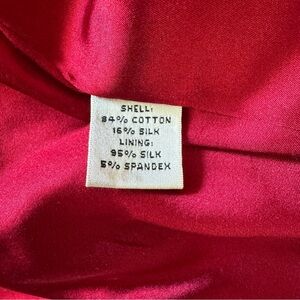 SHELL:
84% COTTON
16% SILK
LINING:
95% SILK
5% SPANDEX